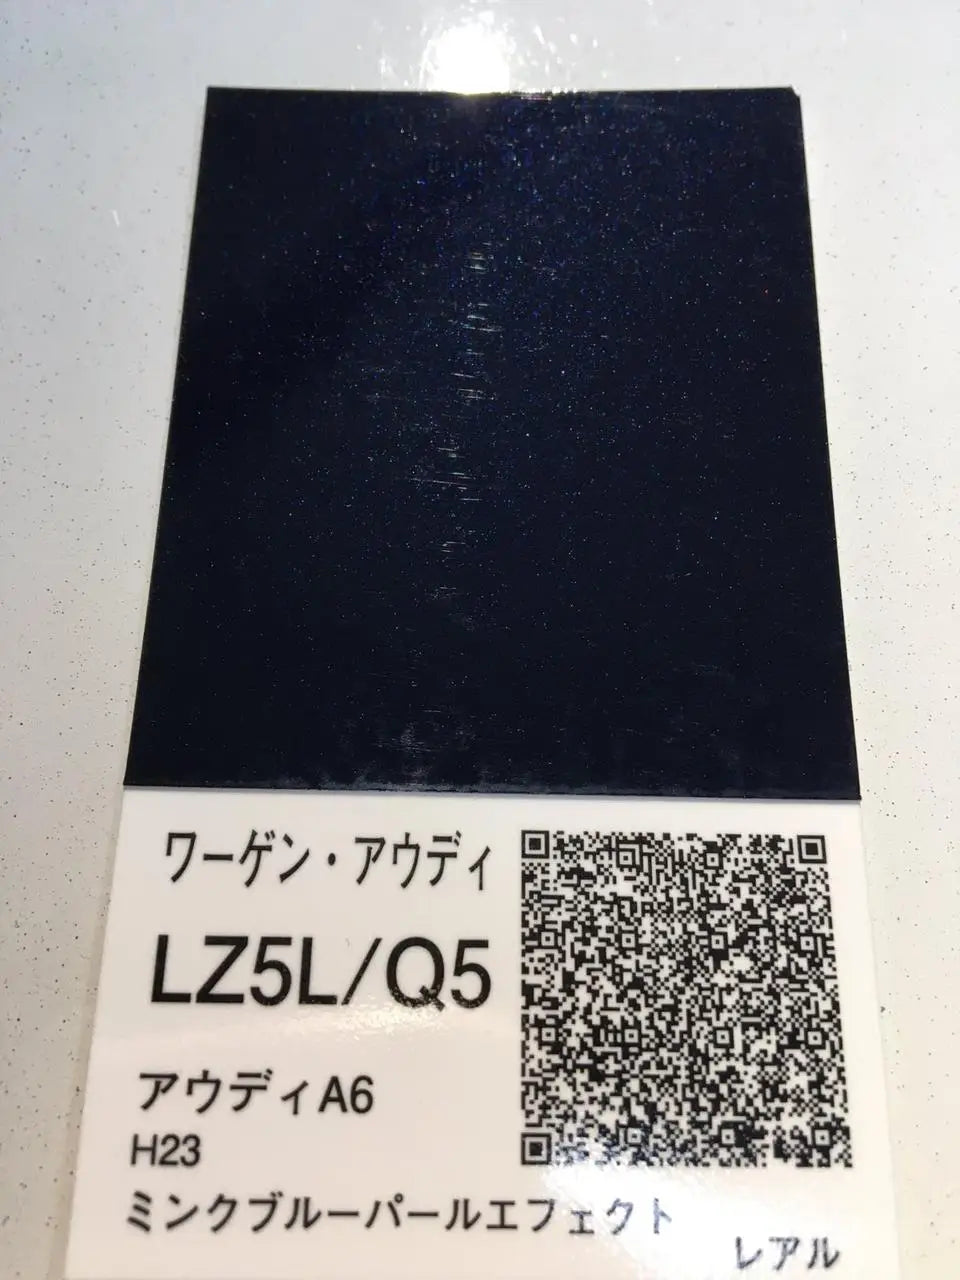 ワーゲン・アウディ
LZ5L/Q5
アウディA6
H23
ミンクブルーパールエフェクト
レアル